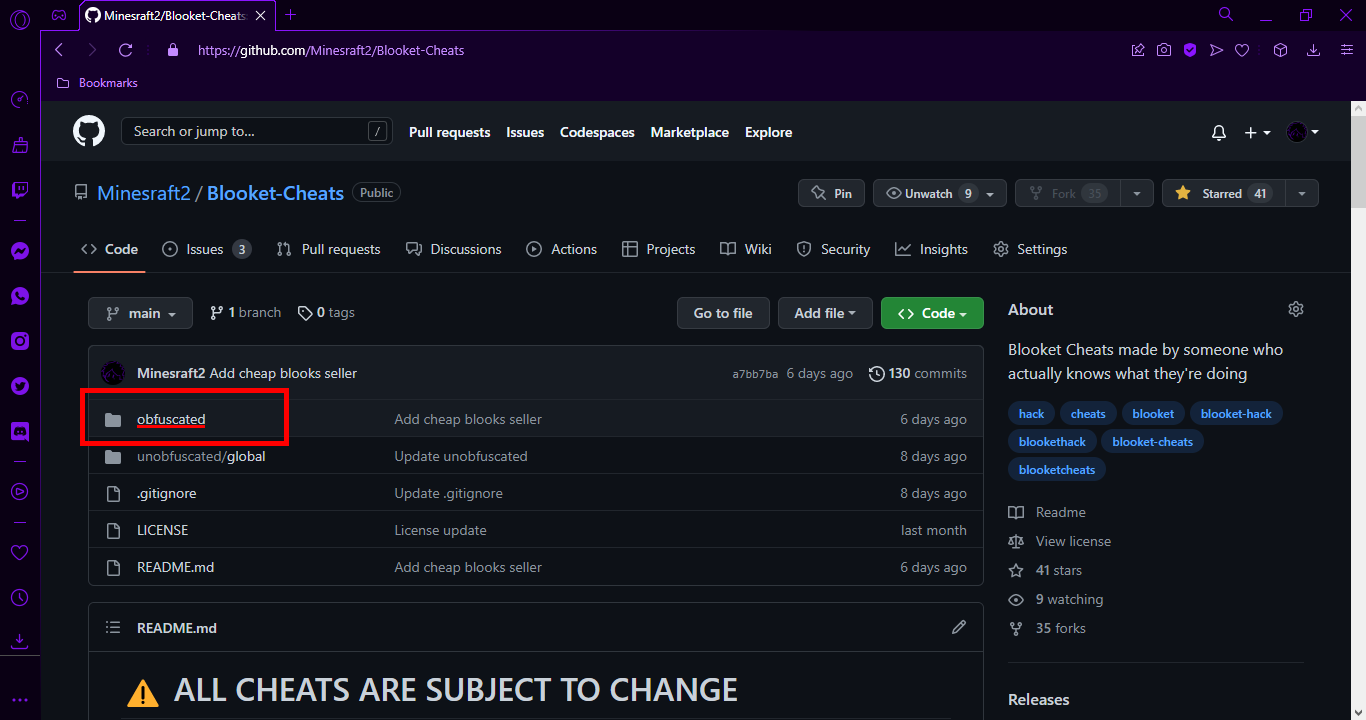 Minesraft2/Blooket-Cheats
https://github.com/Minesraft2/Blooket-Cheats
Bookmarks
Search or jump to... /
Pull requests Issues Codespaces Marketplace Explore
Minesraft2 / Blooket-Cheats Public
Pin Unwatch 9 Fork 35 Starred 41
Code Issues 3 Pull requests Discussions Actions Projects Wiki Security Insights Settings
main 1 branch 0 tags Go to file Add file Code
Minesraft2 Add cheap blooks seller a7bb7ba 6 days ago 130 commits
obfuscated Add cheap blooks seller 6 days ago
unobfuscated/global Update unobfuscated 8 days ago
.gitignore Update .gitignore 8 days ago
LICENSE License update last month
README.md Add cheap blooks seller 6 days ago
README.md
ALL CHEATS ARE SUBJECT TO CHANGE
About
Blooket Cheats made by someone who
actually knows what they're doing
hack cheats blooket blooket-hack
blookethack blooket-cheats
blooketcheats
Readme
View license
41 stars
9 watching
35 forks
Releases